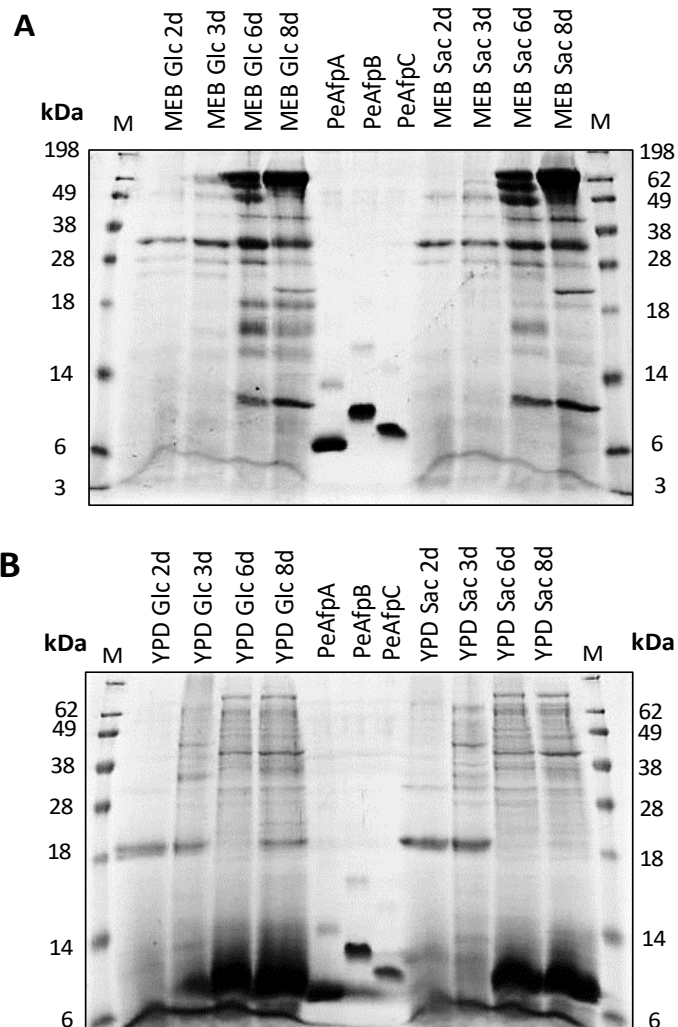 A
MEB Glc 2d
MEB Glc 3d
MEB Glc 6d
MEB Glc 8d
PeAfpA
PeAfpB
PeAfpC
MEB Sac 2d
MEB Sac 3d
MEB Sac 6d
MEB Sac 8d
kDa
M
M
198
49
38
28
18
14
6
3
198
62
49
38
28
18
14
6
3
B
YPD Glc 2d
YPD Glc 3d
YPD Glc 6d
YPD Glc 8d
PeAfpA
PeAfpB
PeAfpC
YPD Sac 2d
YPD Sac 3d
YPD Sac 6d
YPD Sac 8d
kDa
M
M
kDa
62
49
38
28
18
14
6
62
49
38
28
18
14
6